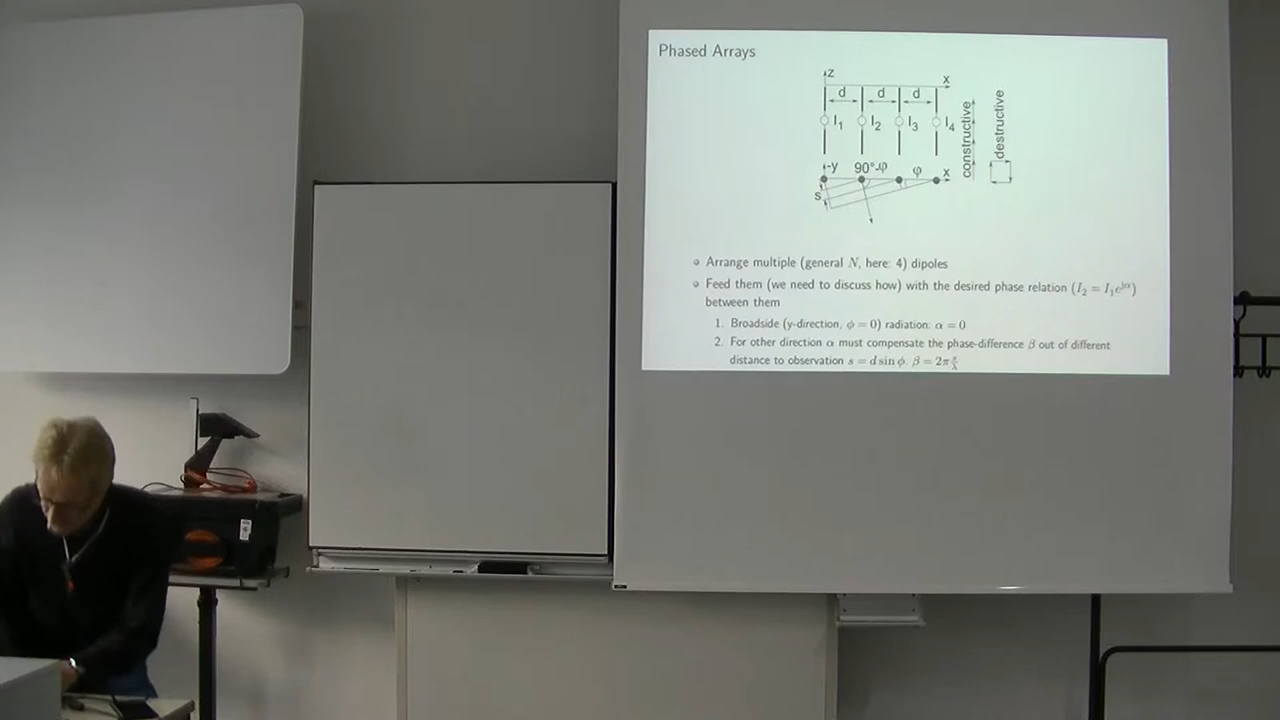 Phased Arrays
z
x
d d d
I1 I2 I3 I4
constructive
destructive
-y 90°-φ φ x
s
Arrange multiple (general N, here: 4) dipoles
Feed them (we need to discuss how) with the desired phase relation (I₂ = I₁e^{jα})
between them
1. Broadside (y-direction, ϕ = 0) radiation: α = 0
2. For other direction α must compensate the phase-difference β out of different
distance to observation s = d sin ϕ. β = 2π s/λ